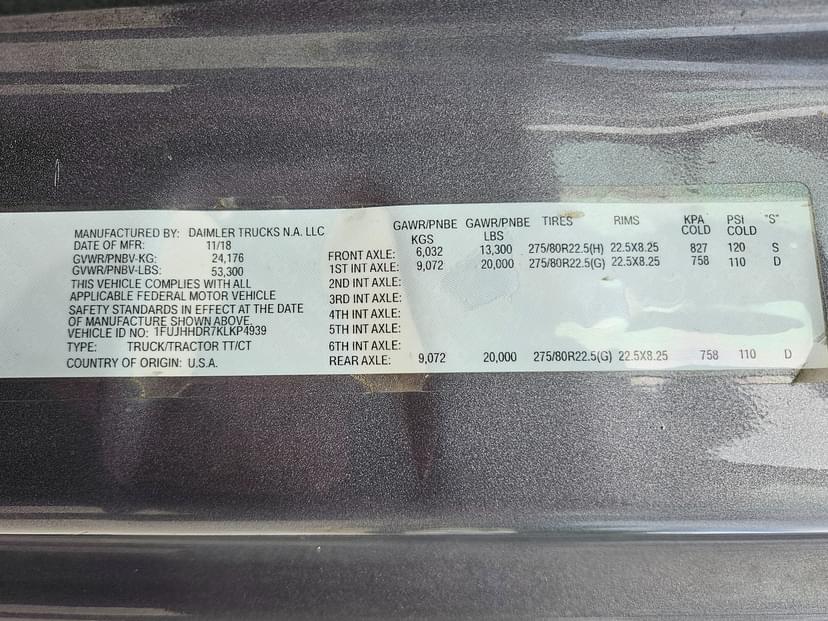 MANUFACTURED BY: DAIMLER TRUCKS N.A. LLC
DATE OF MFR: 11/18
GVWR/PNBV-KG: 24,176
GVWR/PNBV-LBS: 53,300
THIS VEHICLE COMPLIES WITH ALL
APPLICABLE FEDERAL MOTOR VEHICLE
SAFETY STANDARDS IN EFFECT AT THE DATE
OF MANUFACTURE SHOWN ABOVE.
VEHICLE ID NO: 1FUJHHDR7KLKP4939
TYPE: TRUCK/TRACTOR TT/CT
COUNTRY OF ORIGIN: U.S.A.
GAWR/PNBE KGS GAWR/PNBE LBS TIRES RIMS KPA COLD PSI COLD "S"
FRONT AXLE: 6,032 13,300 275/80R22.5(H) 22.5X8.25 827 120 S
1ST INT AXLE: 9,072 20,000 275/80R22.5(G) 22.5X8.25 758 110 D
2ND INT AXLE:
3RD INT AXLE:
4TH INT AXLE:
5TH INT AXLE:
6TH INT AXLE:
REAR AXLE: 9,072 20,000 275/80R22.5(G) 22.5X8.25 758 110 D